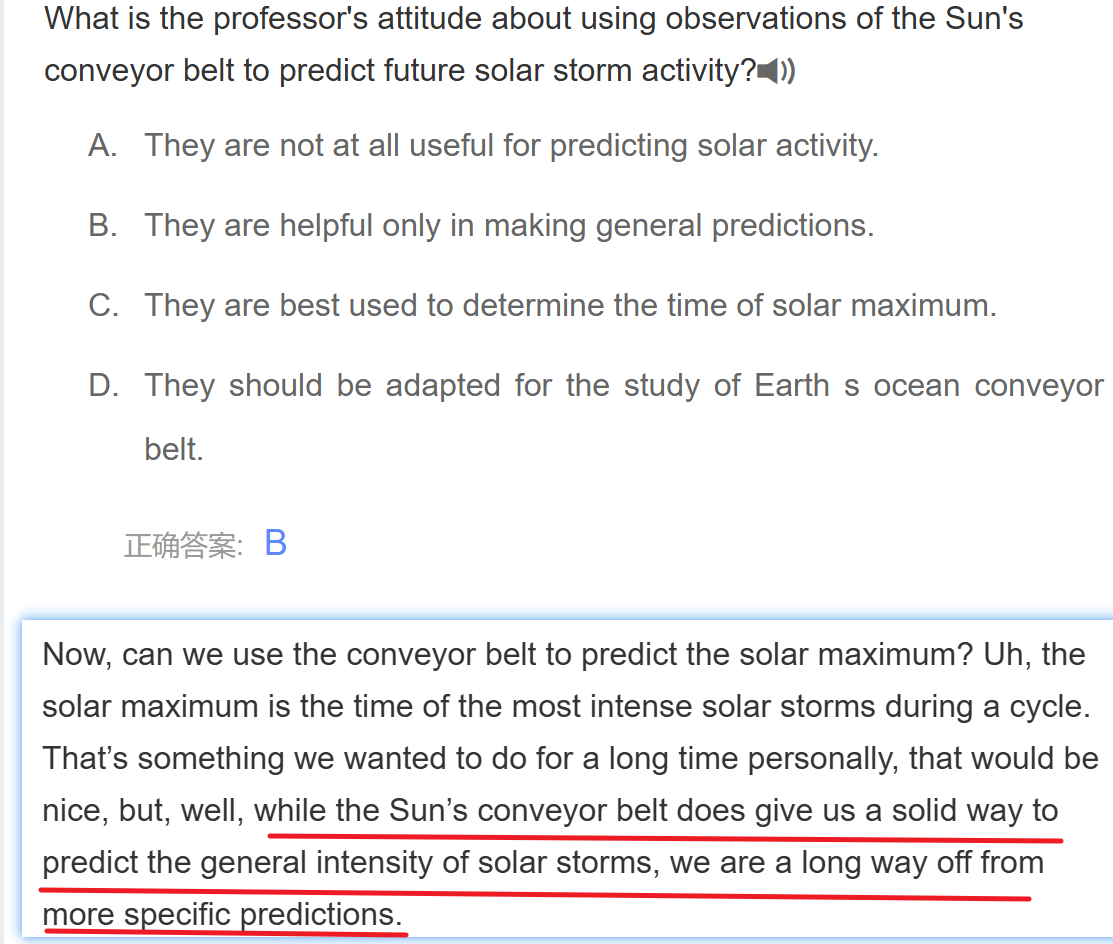 What is the professor's attitude about using observations of the Sun's
conveyor belt to predict future solar storm activity?
A. They are not at all useful for predicting solar activity.
B. They are helpful only in making general predictions.
C. They are best used to determine the time of solar maximum.
D. They should be adapted for the study of Earth s ocean conveyor
belt.
正确答案: B
Now, can we use the conveyor belt to predict the solar maximum? Uh, the
solar maximum is the time of the most intense solar storms during a cycle.
That’s something we wanted to do for a long time personally, that would be
nice, but, well, while the Sun’s conveyor belt does give us a solid way to
predict the general intensity of solar storms, we are a long way off from
more specific predictions.